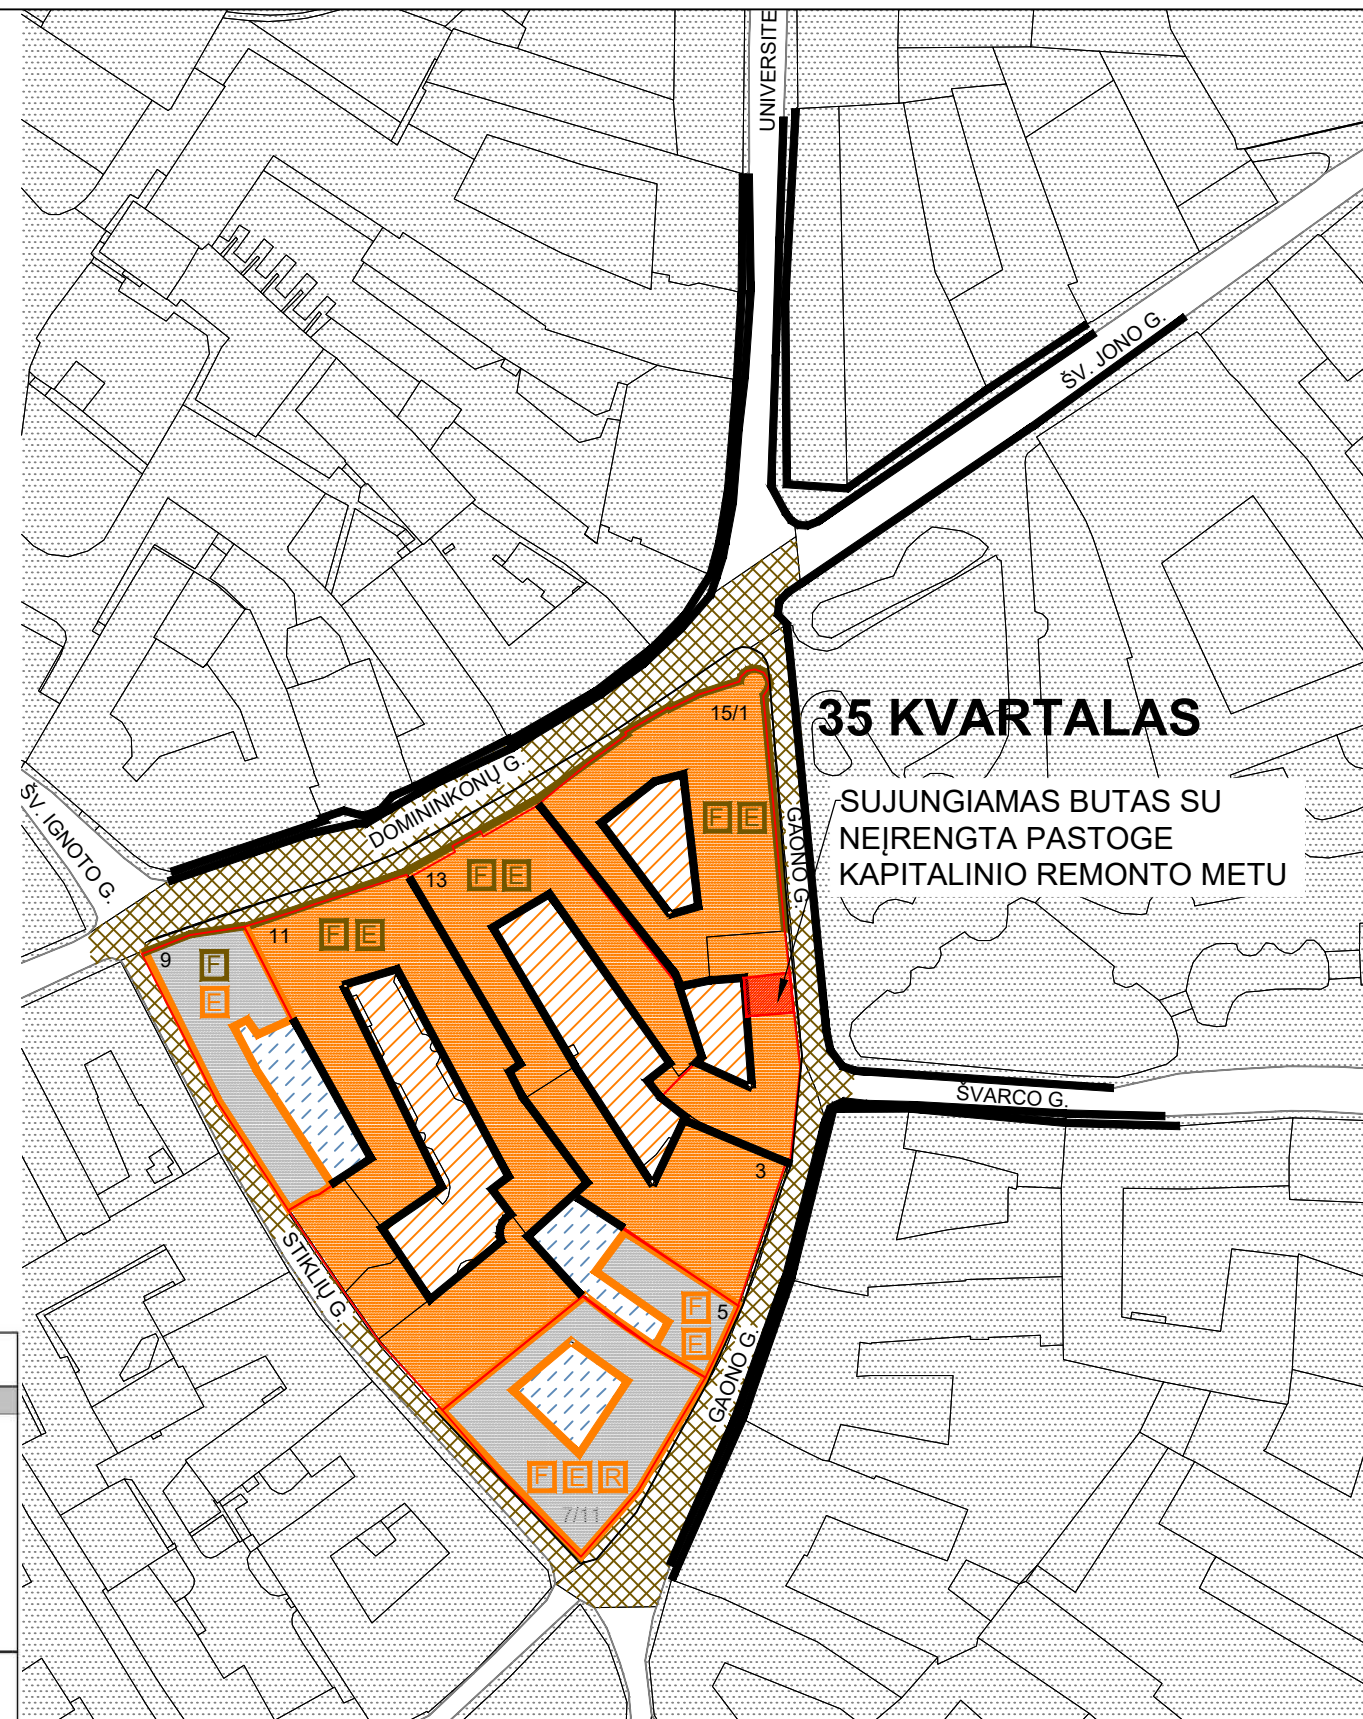 UNIVERSITE
ŠV. JONO G.
35 KVARTALAS
15/1
DOMININKONŲ G.
ŠV. IGNOTO G.
SUJUNGIAMAS BUTAS SU
NEĮRENGTA PASTOGE
KAPITALINIO REMONTO METU
GAONO G.
F E
13 F E
11 F E
9 F
E
ŠVARCO G.
3
STIKLIŲ G.
F 5
E
GAONO G.
F E R
7/11